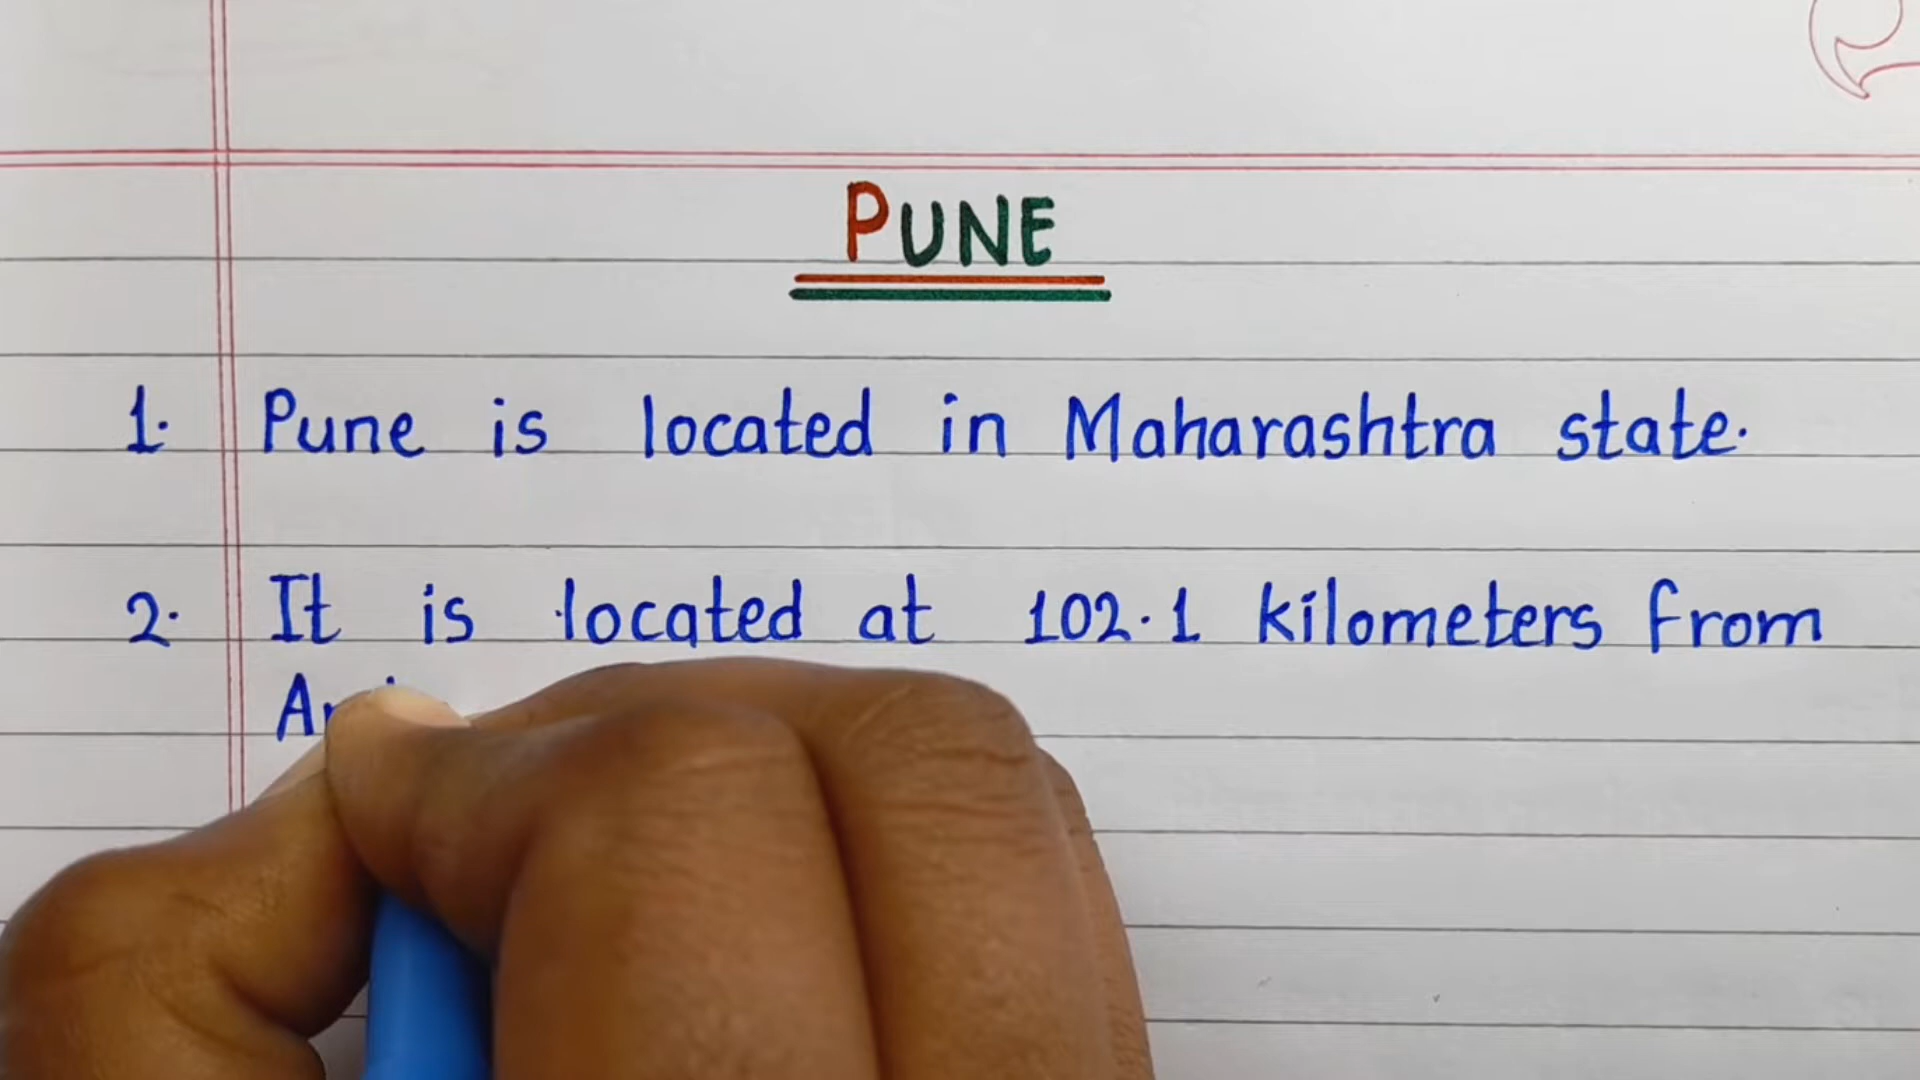 PUNE
1. Pune is located in Maharashtra state.
2. It is located at 102.1 kilometers from